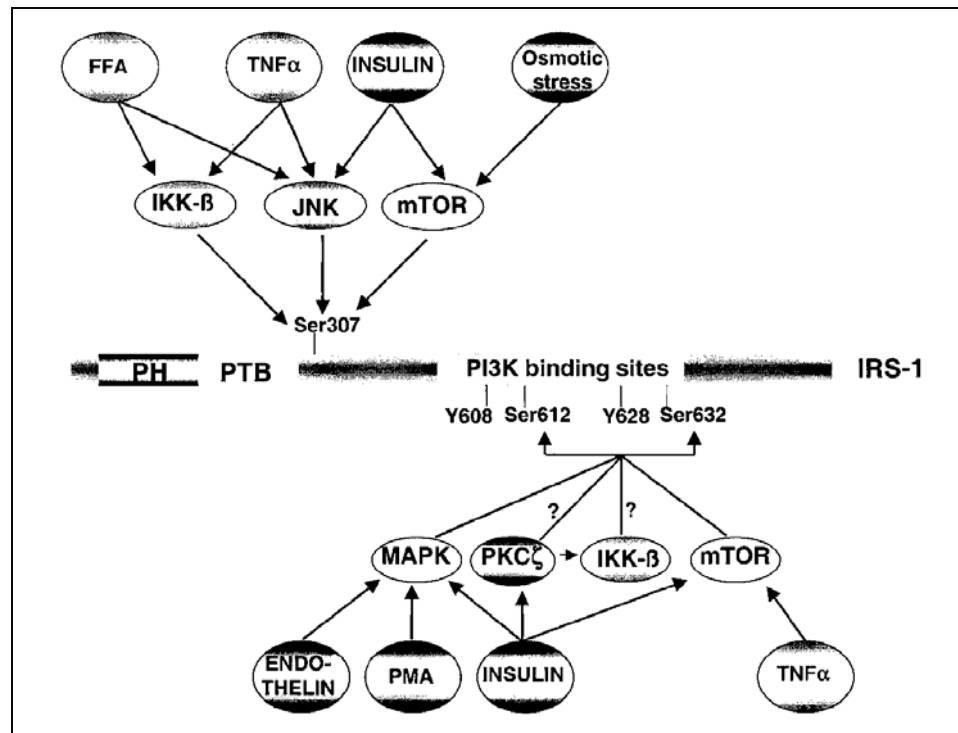 FFA
TNFα
INSULIN
Osmotic
stress
IKK-ß
JNK
mTOR
Ser307
PH
PTB
PI3K binding sites
IRS-1
Y608
Ser612
Y628
Ser632
?
?
MAPK
PKCζ
IKK-ß
mTOR
ENDO-
THELIN
PMA
INSULIN
TNFα